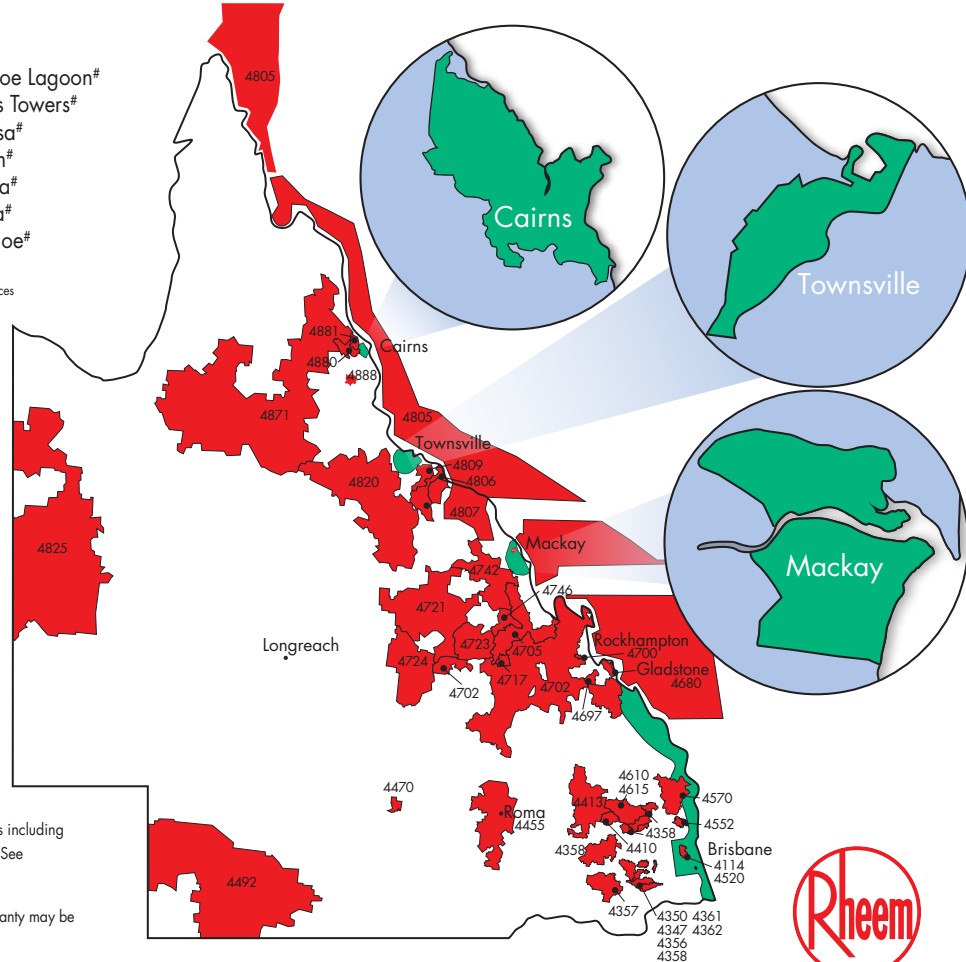 4805
oe Lagoon#
s Towers#
sa#
n#
a#
a#
oe#
ces
Cairns
Townsville
4881
4880
Cairns
4888
4871
4805
Townsville
4809
4820
4806
4807
4825
Mackay
Mackay
4742
4746
4721
Longreach
4723
4705
Rockhampton
4700
4724
Gladstone
4702
4717
4702
4680
4697
4470
4610
4615
4413
4570
Roma
4455
4552
4358
4358
4410
Brisbane
4114
4520
s including
See
4492
4357
4350 4361
4347 4362
4356
4358
anty may be
Rheem